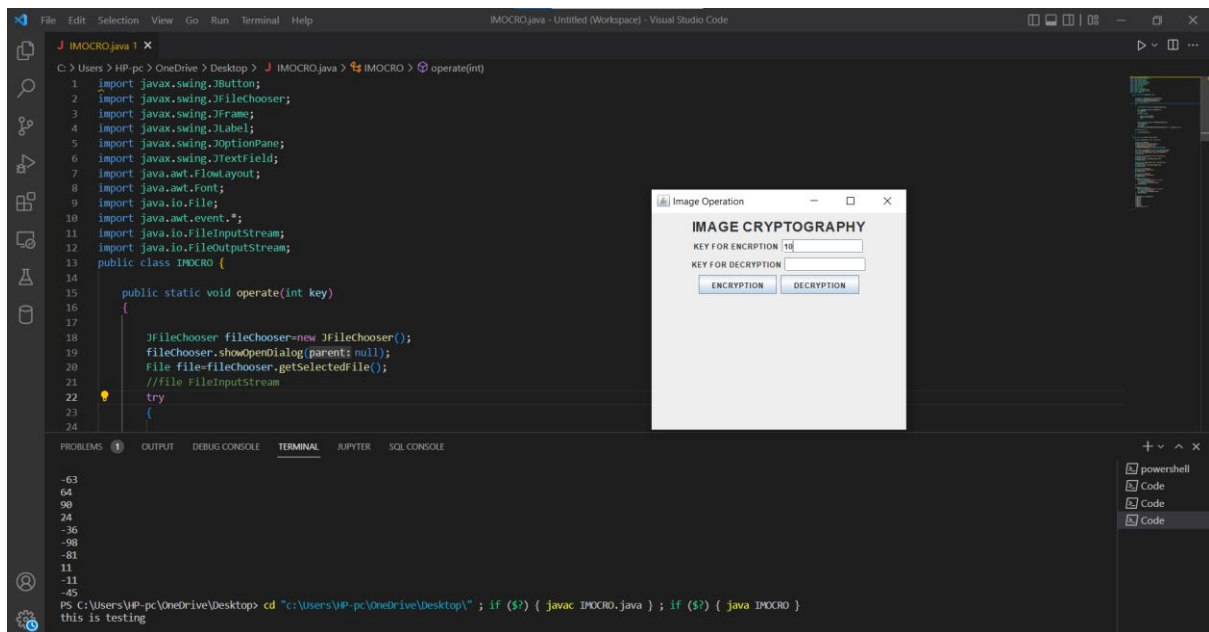 File Edit Selection View Go Run Terminal Help IMOCRO.java - Untitled (Workspace) - Visual Studio Code
J IMOCRO.java 1 X
C: > Users > HP-pc > OneDrive > Desktop > J IMOCRO.java > IMOCRO > operate(int)
1 import javax.swing.JButton;
2 import javax.swing.JFileChooser;
3 import javax.swing.JFrame;
4 import javax.swing.JLabel;
5 import javax.swing.JOptionPane;
6 import javax.swing.JTextField;
7 import java.awt.FlowLayout;
8 import java.awt.Font;
9 import java.io.File;
10 import java.awt.event.*;
11 import java.io.FileInputStream;
12 import java.io.FileOutputStream;
13 public class IMOCRO {
14
15 public static void operate(int key)
16 {
17
18 JFileChooser fileChooser=new JFileChooser();
19 fileChooser.showOpenDialog(parent: null);
20 File file=fileChooser.getSelectedFile();
21 //file FileInputStream
22 try
23 {
24
Image Operation
IMAGE CRYPTOGRAPHY
KEY FOR ENCRPTION 10
KEY FOR DECRYPTION
ENCRYPTION DECRYPTION
PROBLEMS 1 OUTPUT DEBUG CONSOLE TERMINAL JUPYTER SQL CONSOLE
-63
64
90
24
-36
-98
-81
11
-11
-45
PS C:\Users\HP-pc\OneDrive\Desktop> cd "c:\Users\HP-pc\OneDrive\Desktop\" ; if ($?) { javac IMOCRO.java } ; if ($?) { java IMOCRO }
this is testing
powershell
Code
Code
Code